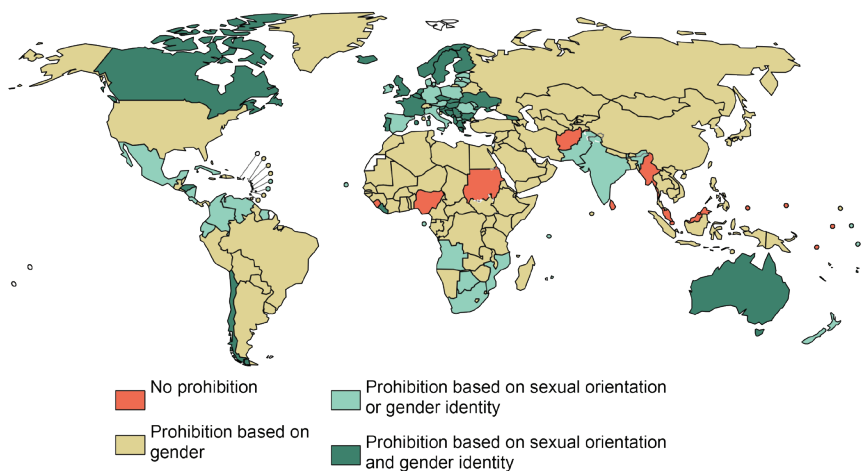 No prohibition
Prohibition based on
gender
Prohibition based on sexual orientation
or gender identity
Prohibition based on sexual orientation
and gender identity